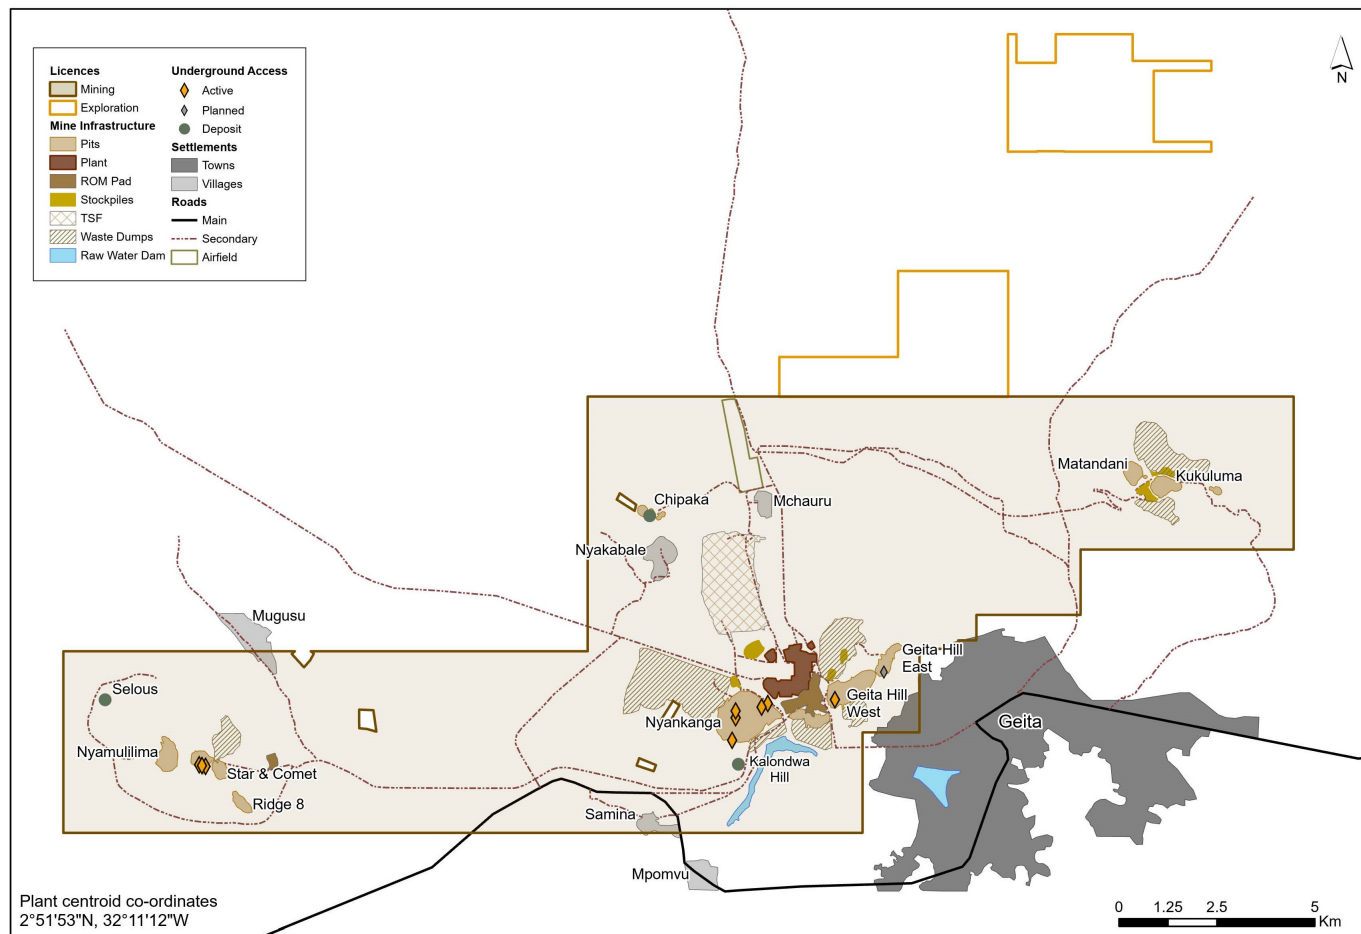 Licences
Mining
Exploration
Mine Infrastructure
Pits
Plant
ROM Pad
Stockpiles
TSF
Waste Dumps
Raw Water Dam
Underground Access
Active
Planned
Deposit
Settlements
Towns
Villages
Roads
Main
Secondary
Airfield
N
Matandani
Kukuluma
Chipaka
Mchauru
Nyakabale
Mugusu
Geita Hill
East
Selous
Geita Hill
West
Nyankanga
Geita
Nyamulilima
Star & Comet
Kalondwa
Hill
Ridge 8
Samina
Mpomvu
Plant centroid co-ordinates
2°51'53"N, 32°11'12"W
0 1.25 2.5 5
Km